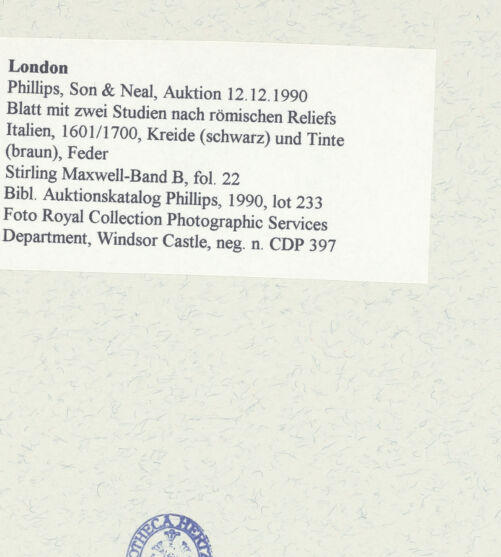 London
Phillips, Son & Neal, Auktion 12.12.1990
Blatt mit zwei Studien nach römischen Reliefs
Italien, 1601/1700, Kreide (schwarz) und Tinte
(braun), Feder
Stirling Maxwell-Band B, fol. 22
Bibl. Auktionskatalog Phillips, 1990, lot 233
Foto Royal Collection Photographic Services
Department, Windsor Castle, neg. n. CDP 397